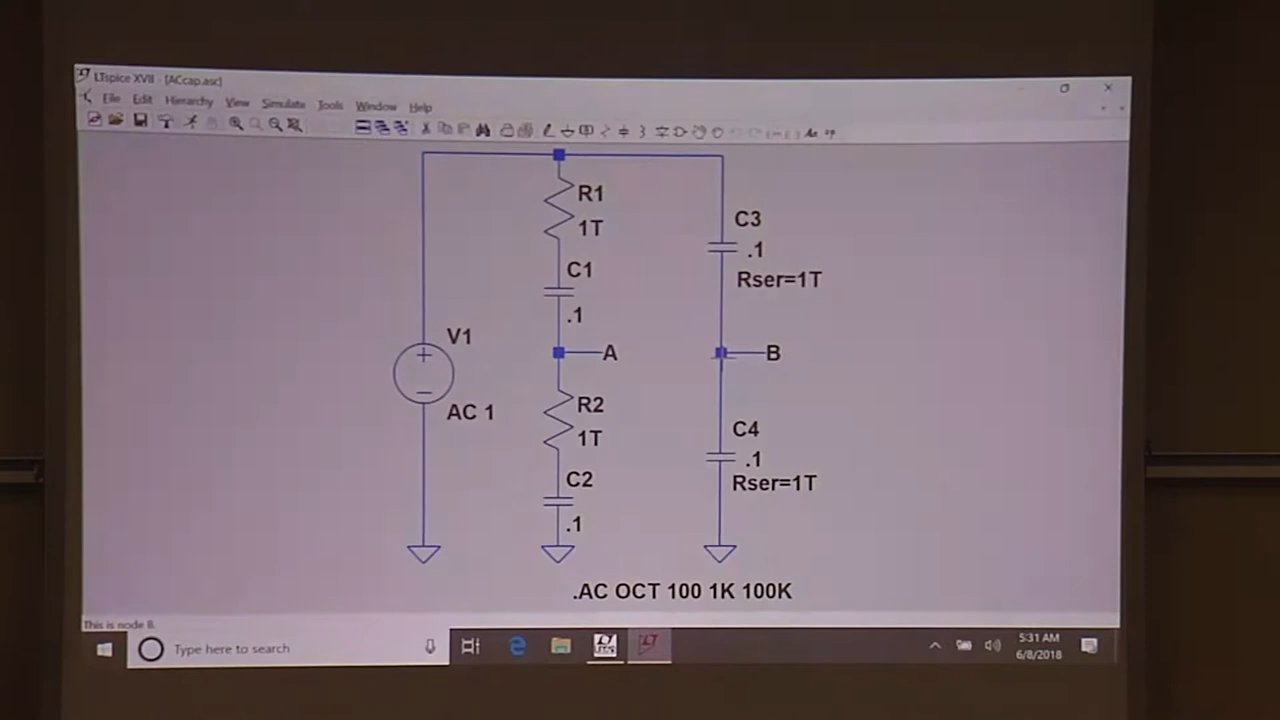 LTspice XVII - [ACcap.asc]
File Edit Hierarchy View Simulate Tools Window Help
R1
1T
C3
.1
Rser=1T
C1
.1
V1
A
B
AC 1
R2
1T
C4
.1
Rser=1T
C2
.1
.AC OCT 100 1K 100K
This is node B.
Type here to search
5:31 AM
6/8/2018